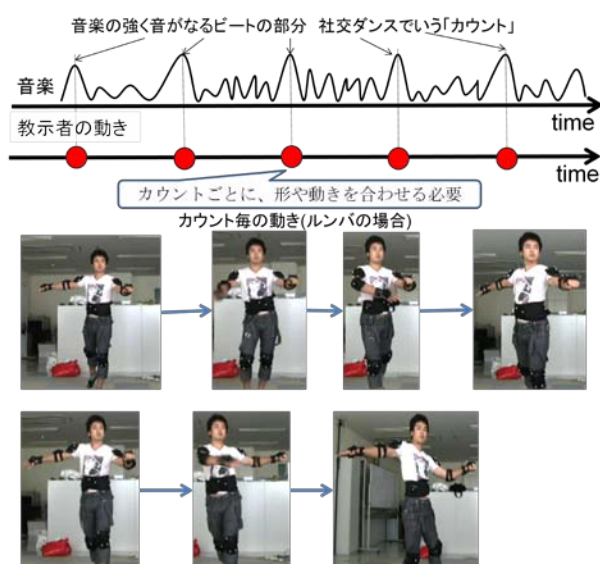 音楽の強く音がなるビートの部分 社交ダンスでいう「カウント」
音楽
time
教示者の動き
time
カウントごとに、形や動きを合わせる必要
カウント毎の動き(ルンバの場合)